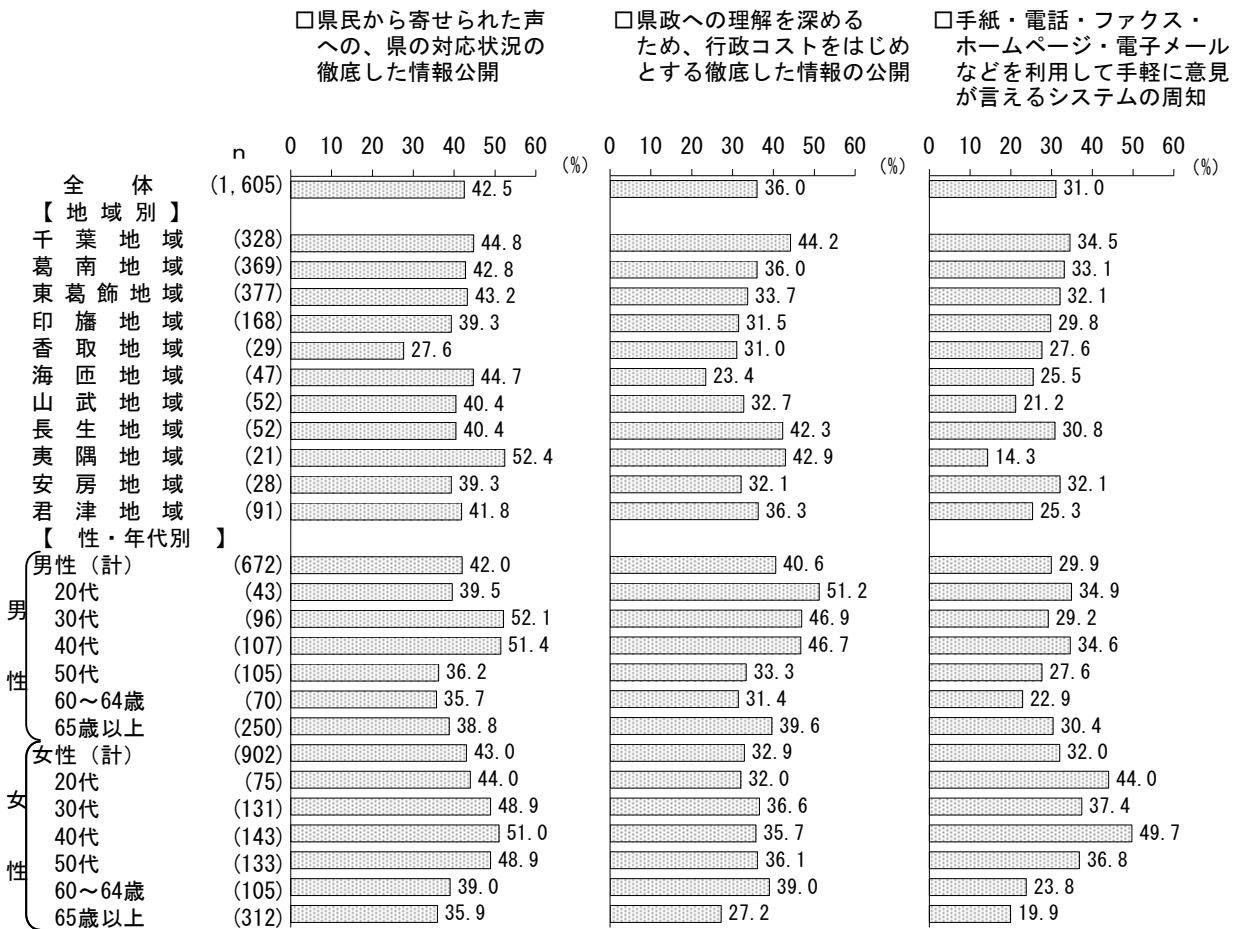 □県民から寄せられた声への、県の対応状況の徹底した情報公開
□県政への理解を深めるため、行政コストをはじめとする徹底した情報の公開
□手紙・電話・ファクス・ホームページ・電子メールなどを利用して手軽に意見が言えるシステムの周知
n 0 10 20 30 40 50 60 (%) 0 10 20 30 40 50 60 (%) 0 10 20 30 40 50 60 (%)
全体 (1,605) 42.5 36.0 31.0
【地域別】
千葉地域 (328) 44.8 44.2 34.5
葛南地域 (369) 42.8 36.0 33.1
東葛飾地域 (377) 43.2 33.7 32.1
印旛地域 (168) 39.3 31.5 29.8
香取地域 (29) 27.6 31.0 27.6
海匝地域 (47) 44.7 23.4 25.5
山武地域 (52) 40.4 32.7 21.2
長生地域 (52) 40.4 42.3 30.8
夷隅地域 (21) 52.4 42.9 14.3
安房地域 (28) 39.3 32.1 32.1
君津地域 (91) 41.8 36.3 25.3
【性・年代別】
男性
男性(計) (672) 42.0 40.6 29.9
20代 (43) 39.5 51.2 34.9
30代 (96) 52.1 46.9 29.2
40代 (107) 51.4 46.7 34.6
50代 (105) 36.2 33.3 27.6
60～64歳 (70) 35.7 31.4 22.9
65歳以上 (250) 38.8 39.6 30.4
女性
女性(計) (902) 43.0 32.9 32.0
20代 (75) 44.0 32.0 44.0
30代 (131) 48.9 36.6 37.4
40代 (143) 51.0 35.7 49.7
50代 (133) 48.9 36.1 36.8
60～64歳 (105) 39.0 39.0 23.8
65歳以上 (312) 35.9 27.2 19.9